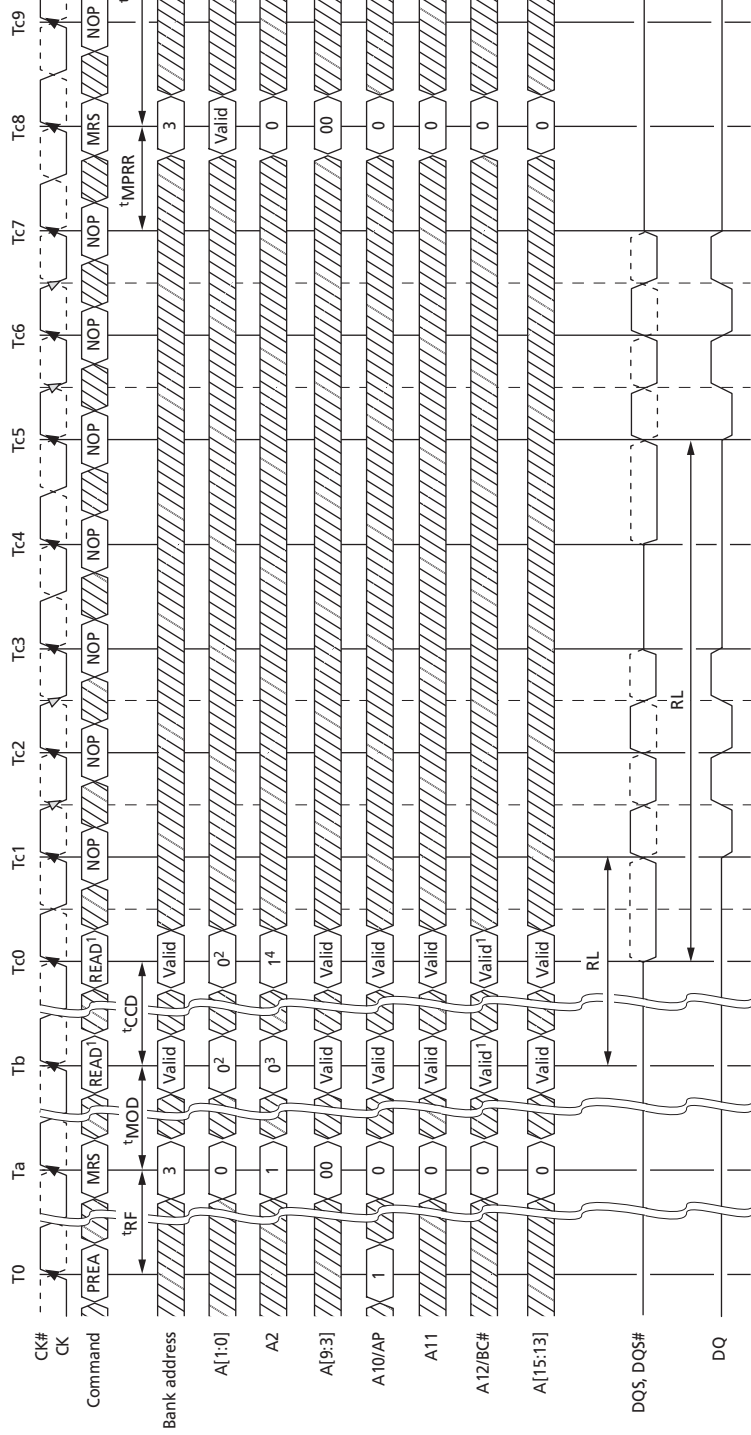 T0 Ta Tb Tc0 Tc1 Tc2 Tc3 Tc4 Tc5 Tc6 Tc7 Tc8 Tc9
CK#
CK
Command PREA MRS READ¹ READ¹ NOP NOP NOP NOP NOP NOP NOP MRS NOP
ᵗRF ᵗMOD ᵗCCD ᵗMPRR
Bank address 3 Valid Valid 3
A[1:0] 0 0² 0² Valid
A2 1 0³ 1⁴ 0
A[9:3] 00 Valid Valid 00
A10/AP 1 0 Valid Valid 0
A11 0 Valid Valid 0
A12/BC# 0 Valid¹ Valid¹ 0
A[15:13] 0 Valid Valid 0
RL
DQS, DQS#
RL
DQ